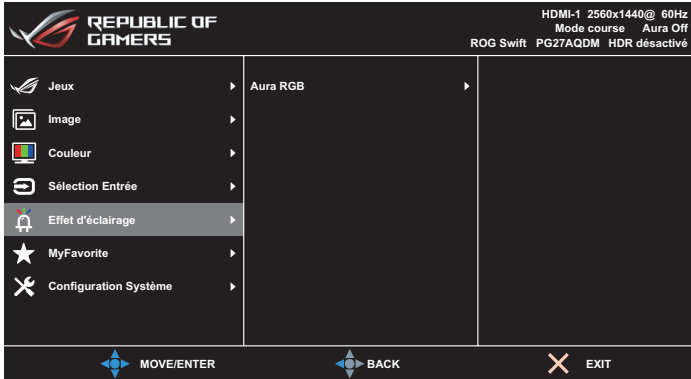 REPUBLIC OF
GAMERS
HDMI-1 2560x1440@ 60Hz
Mode course Aura Off
ROG Swift PG27AQDM HDR désactivé
Jeux
Aura RGB
Image
Couleur
Sélection Entrée
Effet d'éclairage
MyFavorite
Configuration Système
MOVE/ENTER
BACK
EXIT